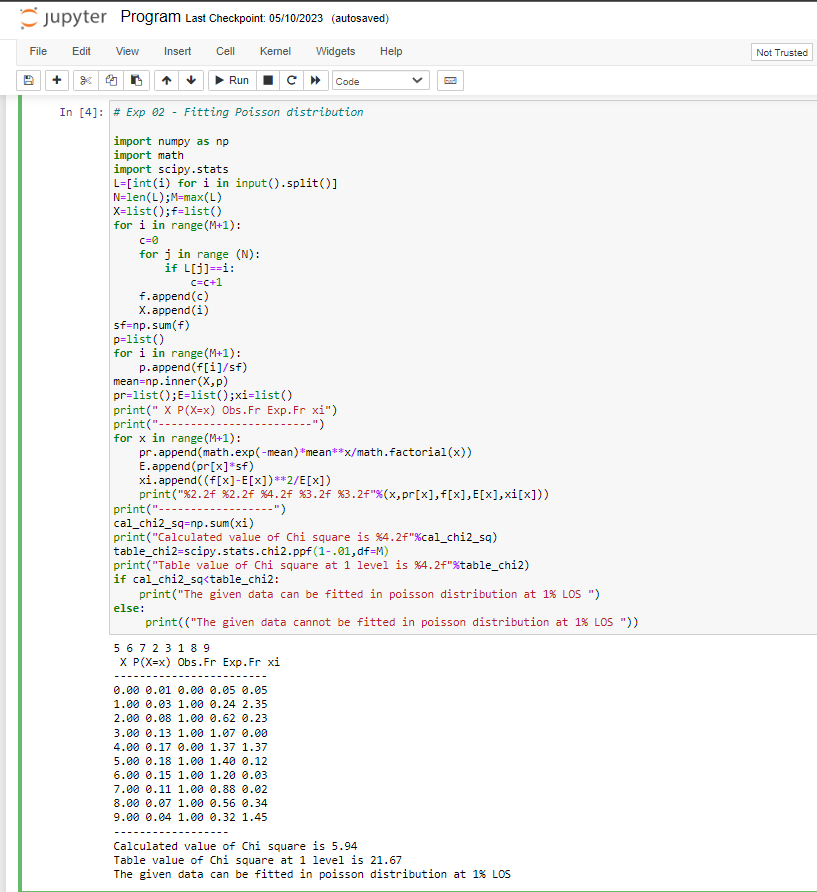 jupyter Program Last Checkpoint: 05/10/2023 (autosaved)
File Edit View Insert Cell Kernel Widgets Help
Not Trusted
Run Code
In [4]: # Exp 02 - Fitting Poisson distribution
import numpy as np
import math
import scipy.stats
L=[int(i) for i in input().split()]
N=len(L);M=max(L)
X=list();f=list()
for i in range(M+1):
    c=0
    for j in range (N):
        if L[j]==i:
            c=c+1
    f.append(c)
    X.append(i)
sf=np.sum(f)
p=list()
for i in range(M+1):
    p.append(f[i]/sf)
mean=np.inner(X,p)
pr=list();E=list();xi=list()
print(" X P(X=x) Obs.Fr Exp.Fr xi")
print("------------------------")
for x in range(M+1):
    pr.append(math.exp(-mean)*mean**x/math.factorial(x))
    E.append(pr[x]*sf)
    xi.append((f[x]-E[x])**2/E[x])
    print("%2.2f %2.2f %4.2f %3.2f %3.2f"%(x,pr[x],f[x],E[x],xi[x]))
print("------------------")
cal_chi2_sq=np.sum(xi)
print("Calculated value of Chi square is %4.2f"%cal_chi2_sq)
table_chi2=scipy.stats.chi2.ppf(1-.01,df=M)
print("Table value of Chi square at 1 level is %4.2f"%table_chi2)
if cal_chi2_sq<table_chi2:
    print("The given data can be fitted in poisson distribution at 1% LOS ")
else:
     print(("The given data cannot be fitted in poisson distribution at 1% LOS "))
5 6 7 2 3 1 8 9
 X P(X=x) Obs.Fr Exp.Fr xi
------------------------
0.00 0.01 0.00 0.05 0.05
1.00 0.03 1.00 0.24 2.35
2.00 0.08 1.00 0.62 0.23
3.00 0.13 1.00 1.07 0.00
4.00 0.17 0.00 1.37 1.37
5.00 0.18 1.00 1.40 0.12
6.00 0.15 1.00 1.20 0.03
7.00 0.11 1.00 0.88 0.02
8.00 0.07 1.00 0.56 0.34
9.00 0.04 1.00 0.32 1.45
------------------
Calculated value of Chi square is 5.94
Table value of Chi square at 1 level is 21.67
The given data can be fitted in poisson distribution at 1% LOS